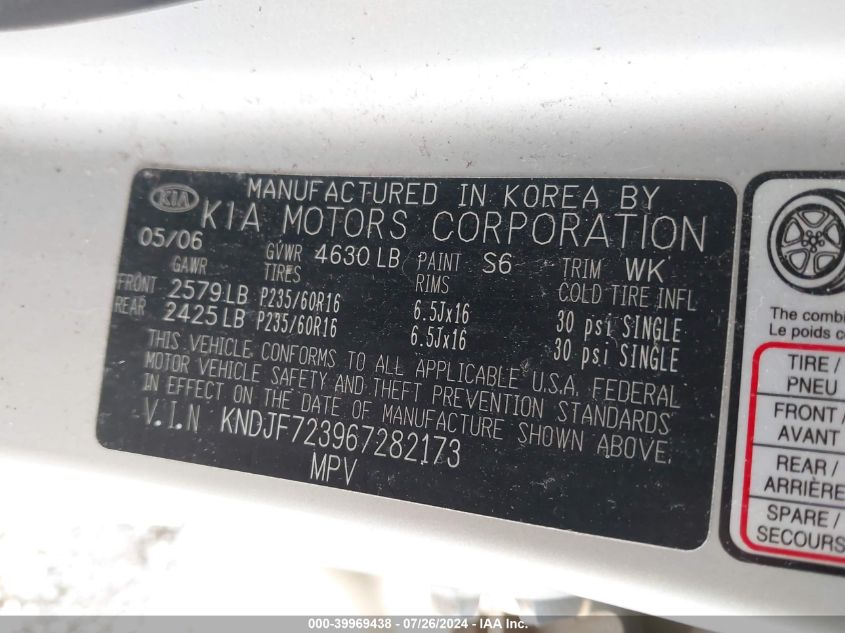 KIA MANUFACTURED IN KOREA BY
KIA MOTORS CORPORATION
05/06 GVWR 4630 LB PAINT S6 TRIM WK
GAWR TIRES RIMS COLD TIRE INFL
FRONT 2579 LB P235/60R16 6.5Jx16 30 psi SINGLE
REAR 2425 LB P235/60R16 6.5Jx16 30 psi SINGLE
THIS VEHICLE CONFORMS TO ALL APPLICABLE U.S.A. FEDERAL
MOTOR VEHICLE SAFETY AND THEFT PREVENTION STANDARDS
IN EFFECT ON THE DATE OF MANUFACTURE SHOWN ABOVE.
V.I.N KNDJF723967282173
MPV
The combin
Le poids c
TIRE /
PNEU
FRONT /
AVANT
REAR /
ARRIÈRE
SPARE /
SECOURS
000-39969438 - 07/26/2024 - IAA Inc.